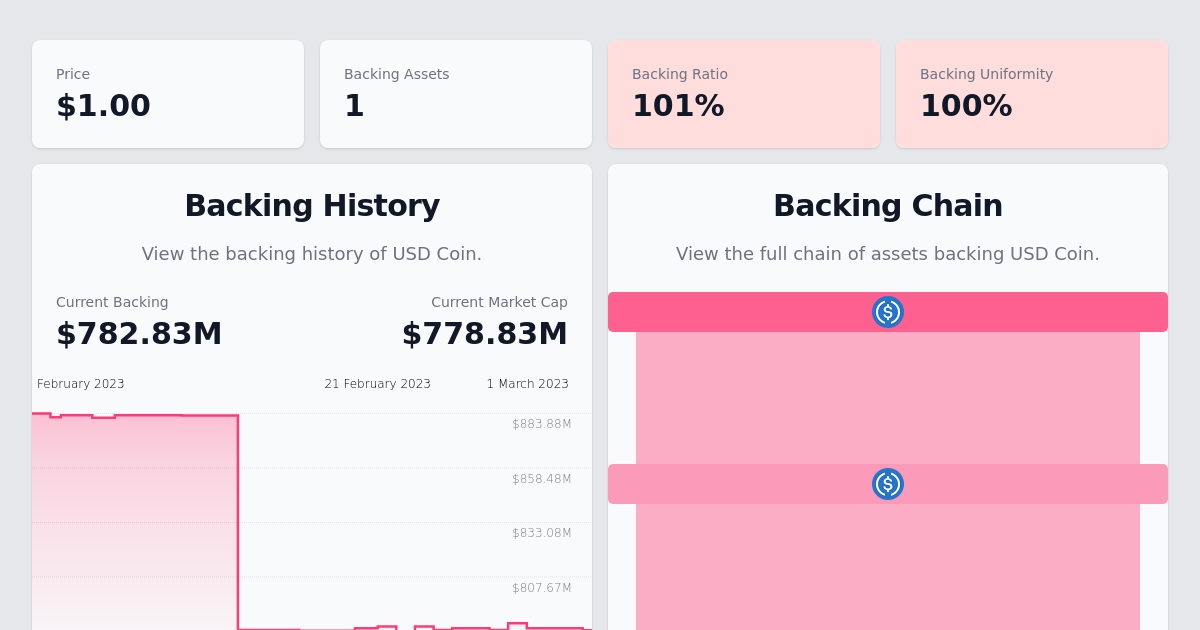 Price
$1.00
Backing Assets
1
Backing Ratio
101%
Backing Uniformity
100%
Backing History
View the backing history of USD Coin.
Current Backing
$782.83M
Current Market Cap
$778.83M
February 2023
21 February 2023
1 March 2023
$883.88M
$858.48M
$833.08M
$807.67M
Backing Chain
View the full chain of assets backing USD Coin.